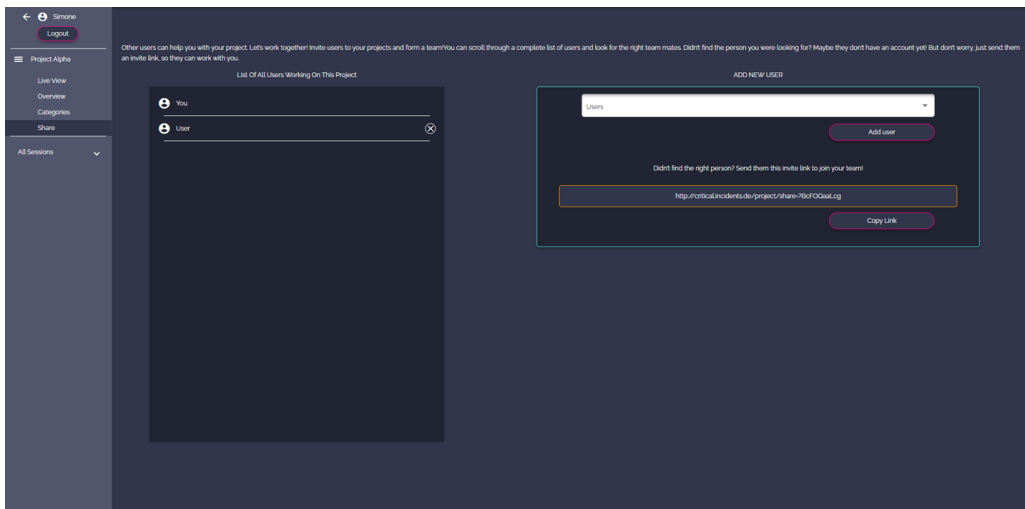 Simone
Logout
Project Alpha
Live View
Overview
Categories
Share
All Sessions
Other users can help you with your project. Let's work together! Invite users to your projects and form a team!You can scroll through a complete list of users and look for the right team mates. Didn't find the person you were looking for? Maybe they don't have an account yet! But don't worry, just send them
an invite link, so they can work with you.
List Of All Users Working On This Project
You
User
ADD NEW USER
Users
Add user
Didn't find the right person? Send them this invite link to join your team!
http://critical.incidents.de/project/share=?BcFOQaaLcg
Copy Link